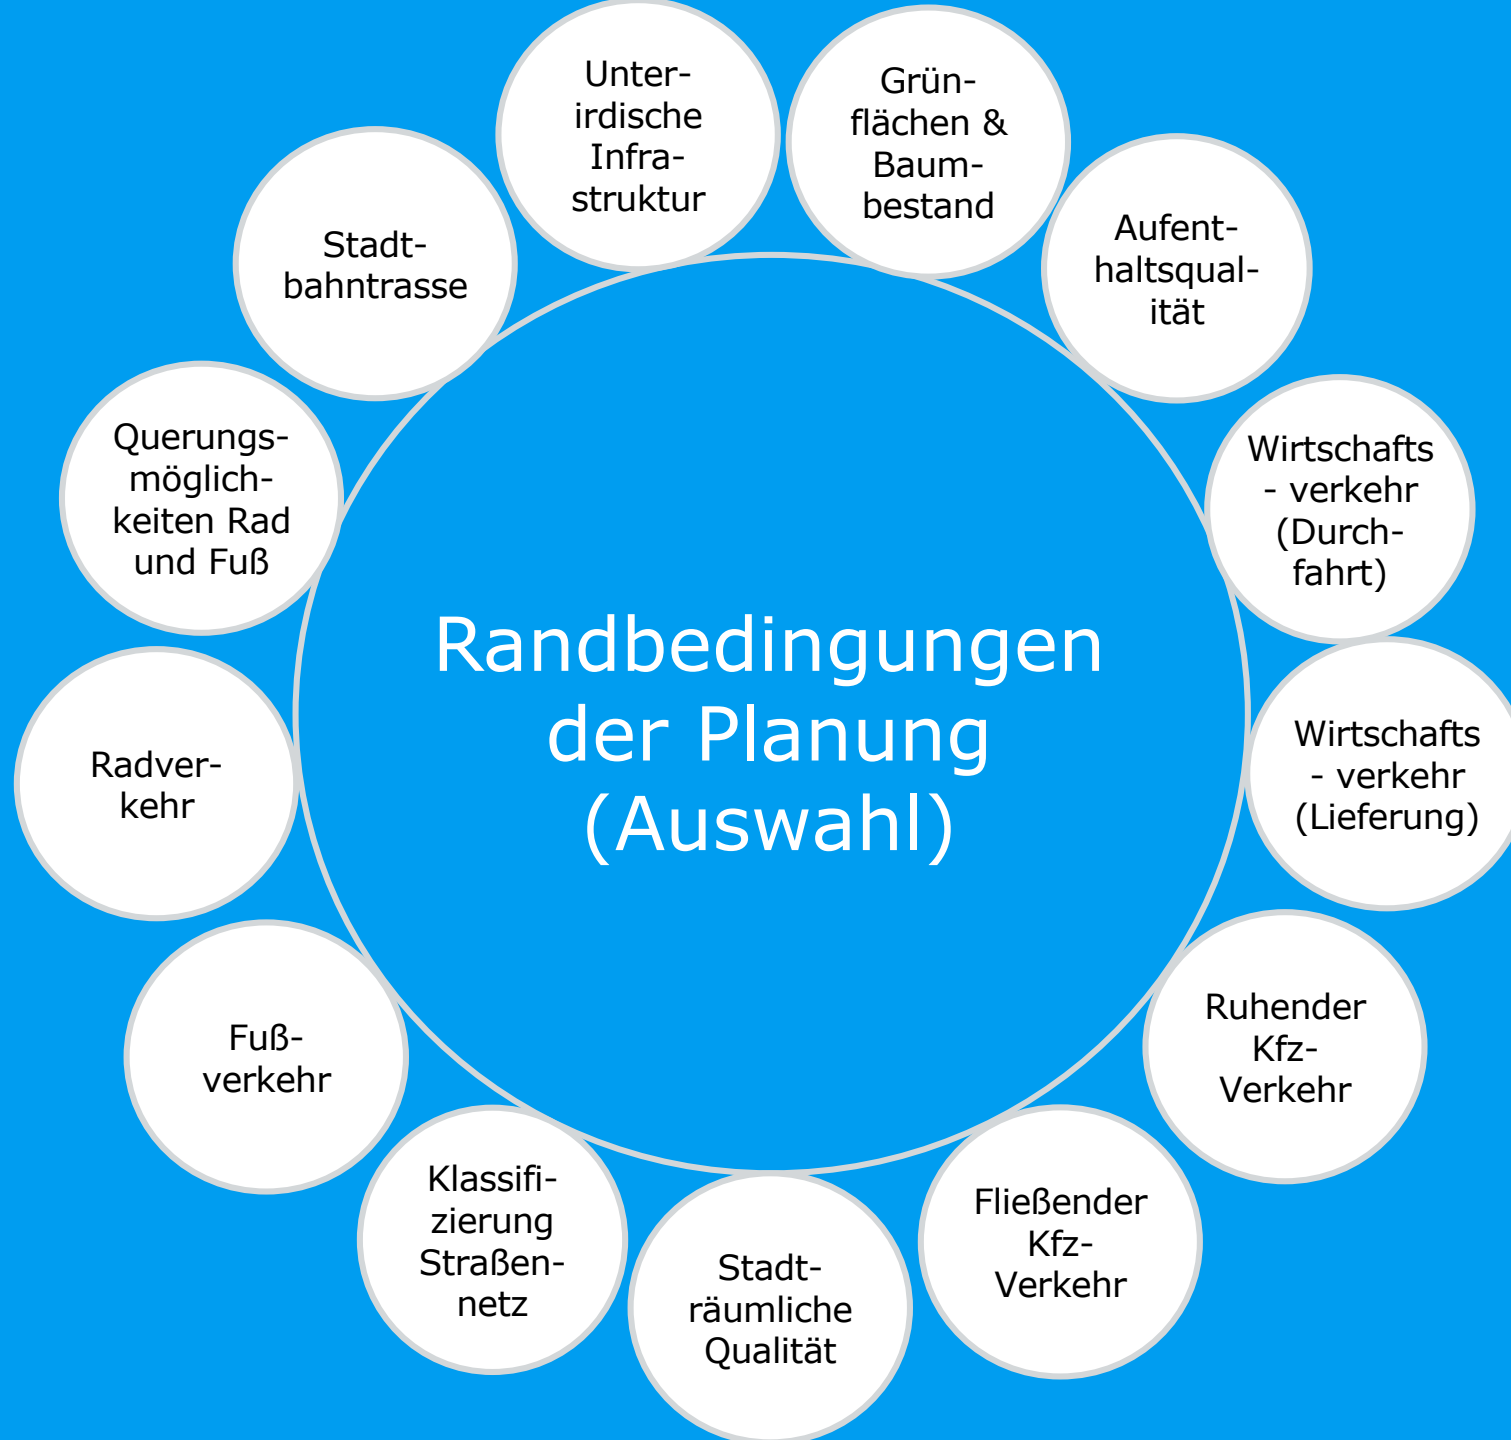 Unter-
irdische
Infra-
struktur
Grün-
flächen &
Baum-
bestand
Aufent-
haltsqual-
ität
Wirtschafts
- verkehr
(Durch-
fahrt)
Wirtschafts
- verkehr
(Lieferung)
Ruhender
Kfz-
Verkehr
Fließender
Kfz-
Verkehr
Stadt-
räumliche
Qualität
Klassifi-
zierung
Straßen-
netz
Fuß-
verkehr
Radver-
kehr
Querungs-
möglich-
keiten Rad
und Fuß
Stadt-
bahntrasse
Randbedingungen
der Planung
(Auswahl)